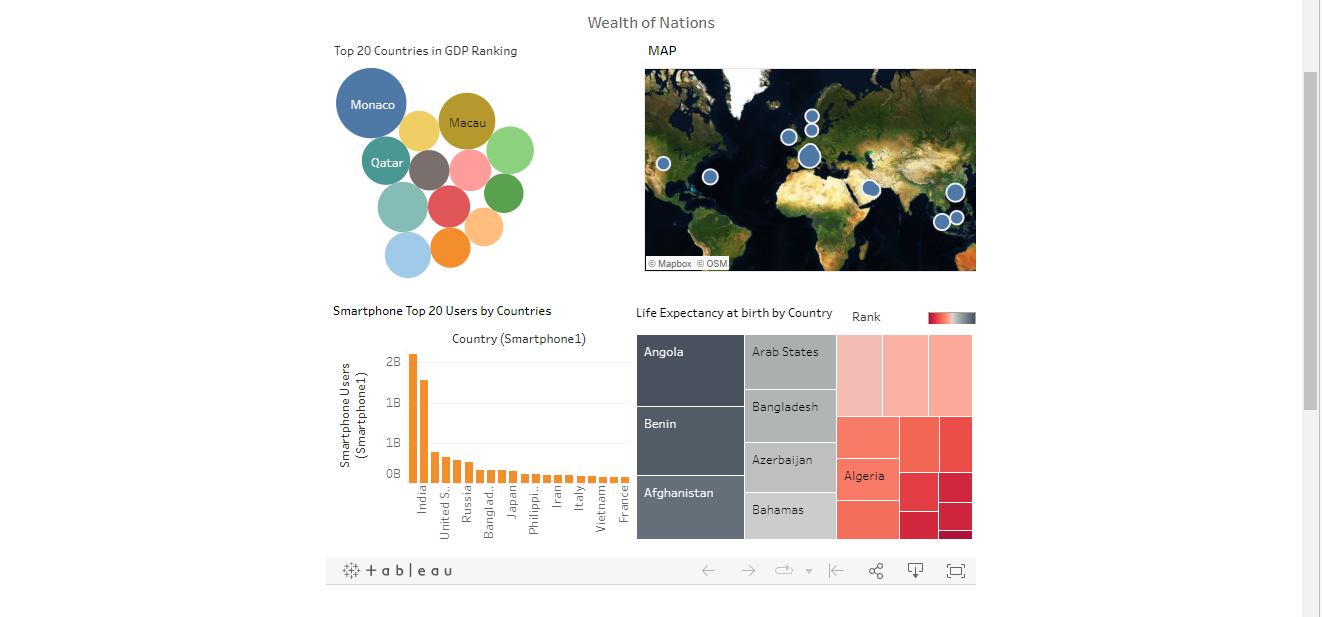 Wealth of Nations
Top 20 Countries in GDP Ranking
MAP
Monaco
Macau
Qatar
© Mapbox © OSM
Smartphone Top 20 Users by Countries
Life Expectancy at birth by Country
Rank
Country (Smartphone1)
Smartphone Users
(Smartphone1)
2B
1B
1B
0B
India
United S..
Russia
Banglad..
Japan
Philippi..
Iran
Italy
Vietnam
France
Angola
Benin
Afghanistan
Arab States
Bangladesh
Azerbaijan
Bahamas
Algeria
+ a b | e a u